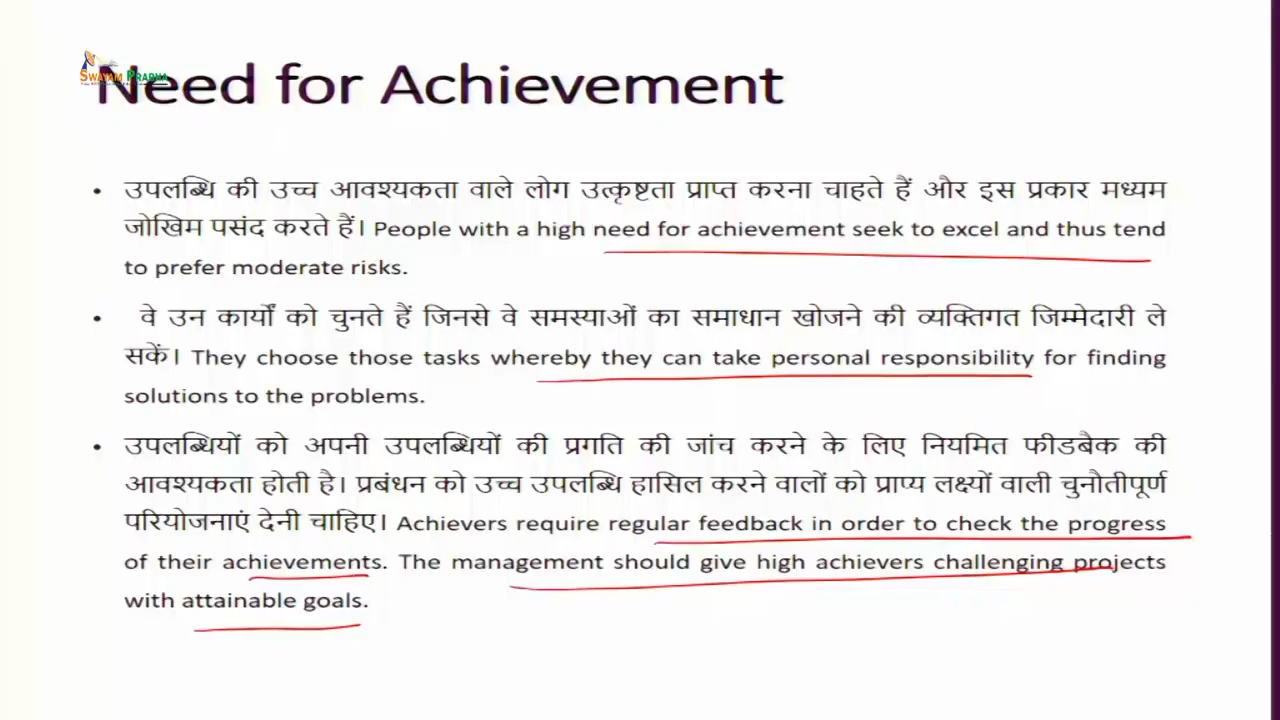 SWAYAM PRABHA
Need for Achievement
• उपलब्धि की उच्च आवश्यकता वाले लोग उत्कृष्टता प्राप्त करना चाहते हैं और इस प्रकार मध्यम
जोखिम पसंद करते हैं। People with a high need for achievement seek to excel and thus tend
to prefer moderate risks.
• वे उन कार्यों को चुनते हैं जिनसे वे समस्याओं का समाधान खोजने की व्यक्तिगत जिम्मेदारी ले
सकें। They choose those tasks whereby they can take personal responsibility for finding
solutions to the problems.
• उपलब्धियों को अपनी उपलब्धियों की प्रगति की जांच करने के लिए नियमित फीडबैक की
आवश्यकता होती है। प्रबंधन को उच्च उपलब्धि हासिल करने वालों को प्राप्य लक्ष्यों वाली चुनौतीपूर्ण
परियोजनाएं देनी चाहिए। Achievers require regular feedback in order to check the progress
of their achievements. The management should give high achievers challenging projects
with attainable goals.